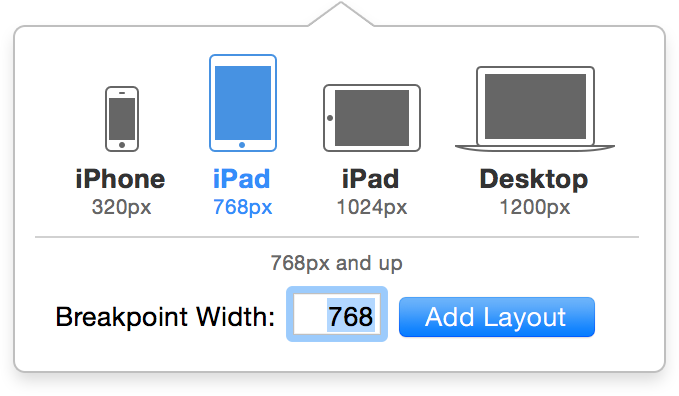 iPhone iPad iPad Desktop
320px 768px 1024px 1200px
768px and up
Breakpoint Width: 768 Add Layout